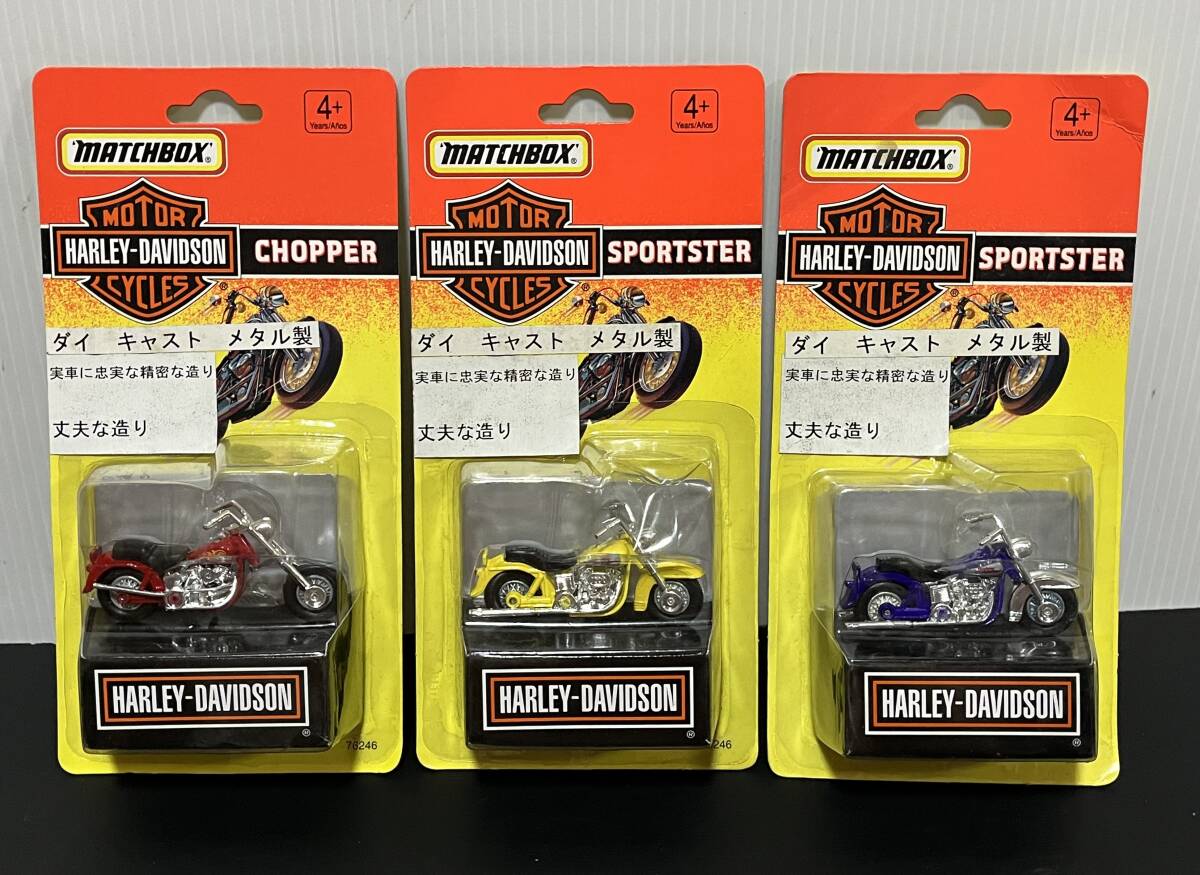 4+
Years/Años
'MATCHBOX'®
MOTOR
HARLEY-DAVIDSON
CYCLES®
CHOPPER
ダイ キャスト メタル製
実車に忠実な精密な造り
丈夫な造り
HARLEY-DAVIDSON
®
76246
4+
Years/Años
'MATCHBOX'®
MOTOR
HARLEY-DAVIDSON
CYCLES®
SPORTSTER
ダイ キャスト メタル製
実車に忠実な精密な造り
丈夫な造り
HARLEY-DAVIDSON
®
246
4+
Years/Años
'MATCHBOX'®
MOTOR
HARLEY-DAVIDSON
CYCLES®
SPORTSTER
ダイ キャスト メタル製
実車に忠実な精密な造り
丈夫な造り
HARLEY-DAVIDSON
®